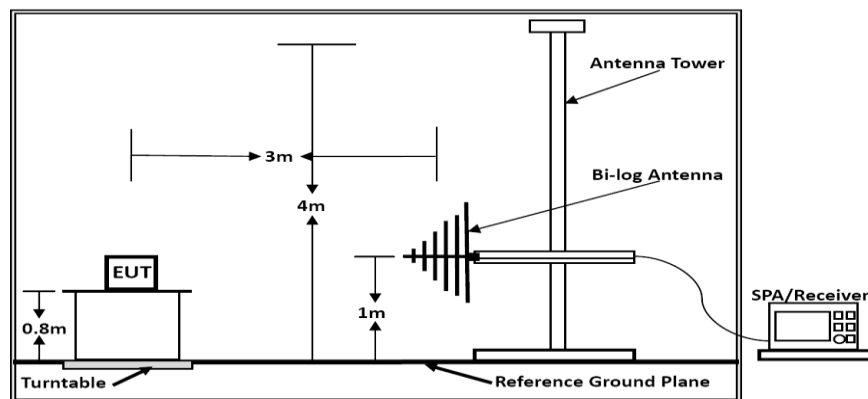 Antenna Tower
3m
Bi-log Antenna
4m
EUT
SPA/Receiver
0.8m
1m
Turntable
Reference Ground Plane